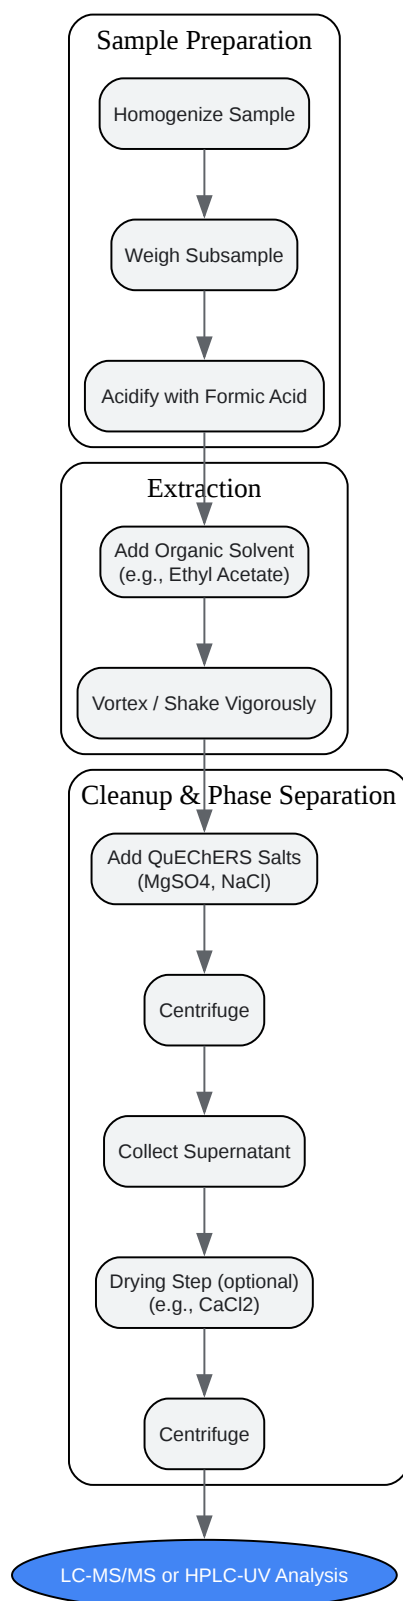 Sample Preparation
Homogenize Sample
Weigh Subsample
Acidify with Formic Acid
Extraction
Add Organic Solvent
(e.g., Ethyl Acetate)
Vortex / Shake Vigorously
Cleanup & Phase Separation
Add QuEChERS Salts
(MgSO4, NaCl)
Centrifuge
Collect Supernatant
Drying Step (optional)
(e.g., CaCl2)
Centrifuge
LC-MS/MS or HPLC-UV Analysis